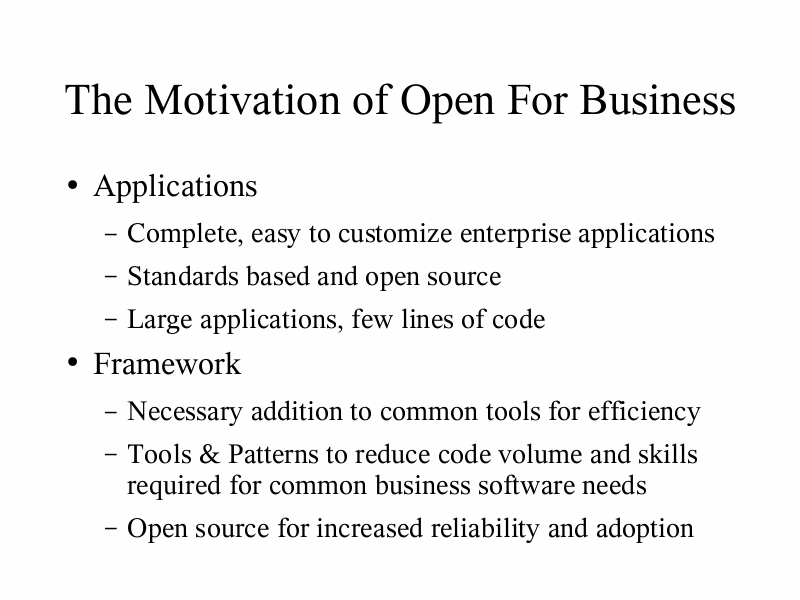 The Motivation of Open For Business
• Applications
– Complete, easy to customize enterprise applications
– Standards based and open source
– Large applications, few lines of code
• Framework
– Necessary addition to common tools for efficiency
– Tools & Patterns to reduce code volume and skills
required for common business software needs
– Open source for increased reliability and adoption